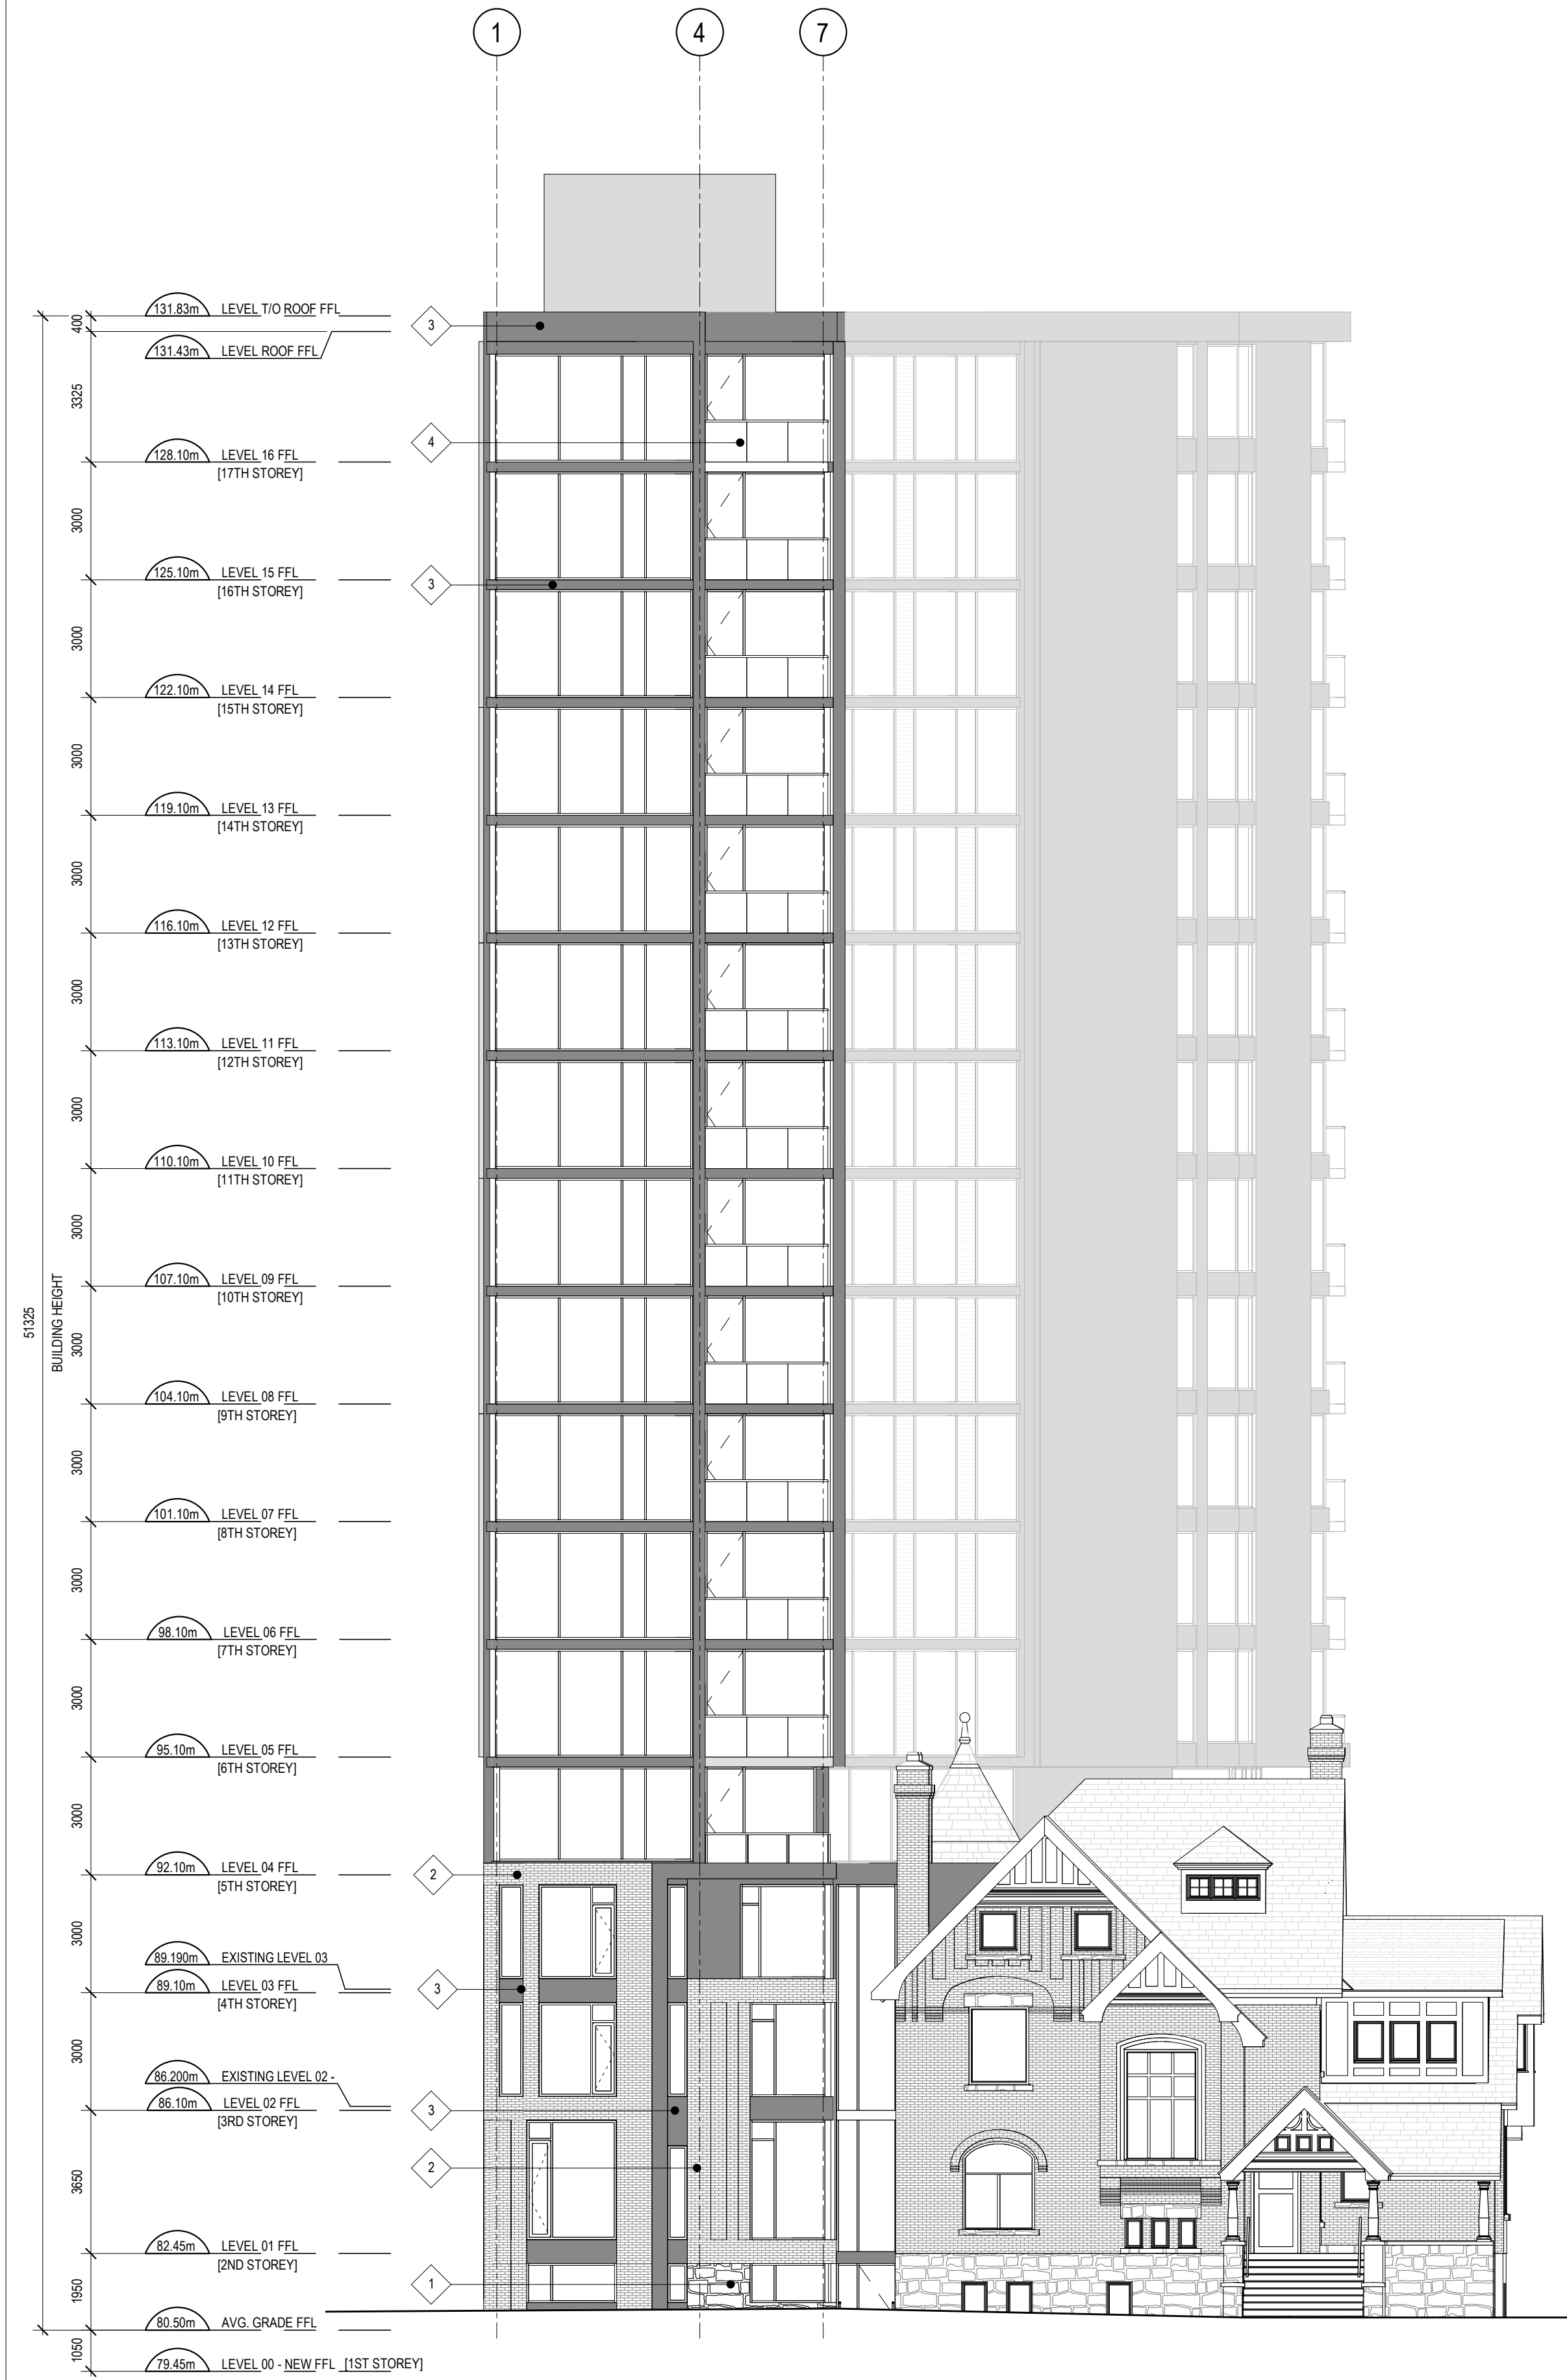 1 4 7
131.83m LEVEL T/O ROOF FFL
400
3
131.43m LEVEL ROOF FFL
3325
4
128.10m LEVEL 16 FFL
[17TH STOREY]
3000
125.10m LEVEL 15 FFL
3
[16TH STOREY]
3000
122.10m LEVEL 14 FFL
[15TH STOREY]
3000
119.10m LEVEL 13 FFL
[14TH STOREY]
3000
116.10m LEVEL 12 FFL
[13TH STOREY]
3000
113.10m LEVEL 11 FFL
[12TH STOREY]
3000
110.10m LEVEL 10 FFL
[11TH STOREY]
3000
107.10m LEVEL 09 FFL
[10TH STOREY]
51325
BUILDING HEIGHT
3000
104.10m LEVEL 08 FFL
[9TH STOREY]
3000
101.10m LEVEL 07 FFL
[8TH STOREY]
3000
98.10m LEVEL 06 FFL
[7TH STOREY]
3000
95.10m LEVEL 05 FFL
[6TH STOREY]
3000
92.10m LEVEL 04 FFL
2
[5TH STOREY]
3000
89.190m EXISTING LEVEL 03
89.10m LEVEL 03 FFL
3
[4TH STOREY]
3000
86.200m EXISTING LEVEL 02 -
86.10m LEVEL 02 FFL
3
[3RD STOREY]
2
3650
82.45m LEVEL 01 FFL
[2ND STOREY]
1
1950
80.50m AVG. GRADE FFL
1050
79.45m LEVEL 00 - NEW FFL [1ST STOREY]